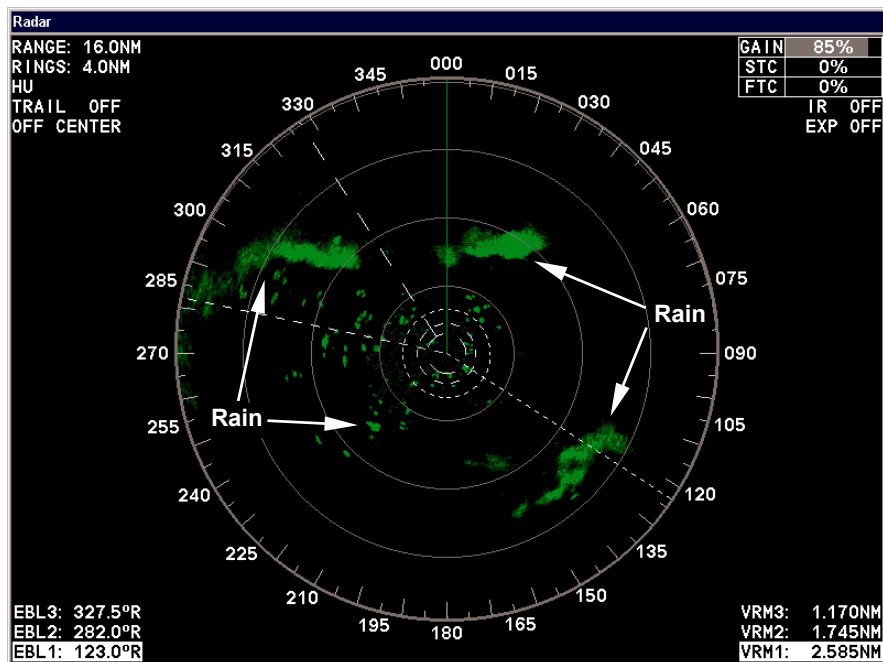 Radar
RANGE: 16.0NM
RINGS: 4.0NM
HU
TRAIL OFF
OFF CENTER
GAIN 85%
STC 0%
FTC 0%
IR OFF
EXP OFF
000
015
030
045
060
075
090
105
120
135
150
165
180
195
210
225
240
255
270
285
300
315
330
345
Rain
Rain
EBL3: 327.5ºR
EBL2: 282.0ºR
EBL1: 123.0ºR
VRM3: 1.170NM
VRM2: 1.745NM
VRM1: 2.585NM